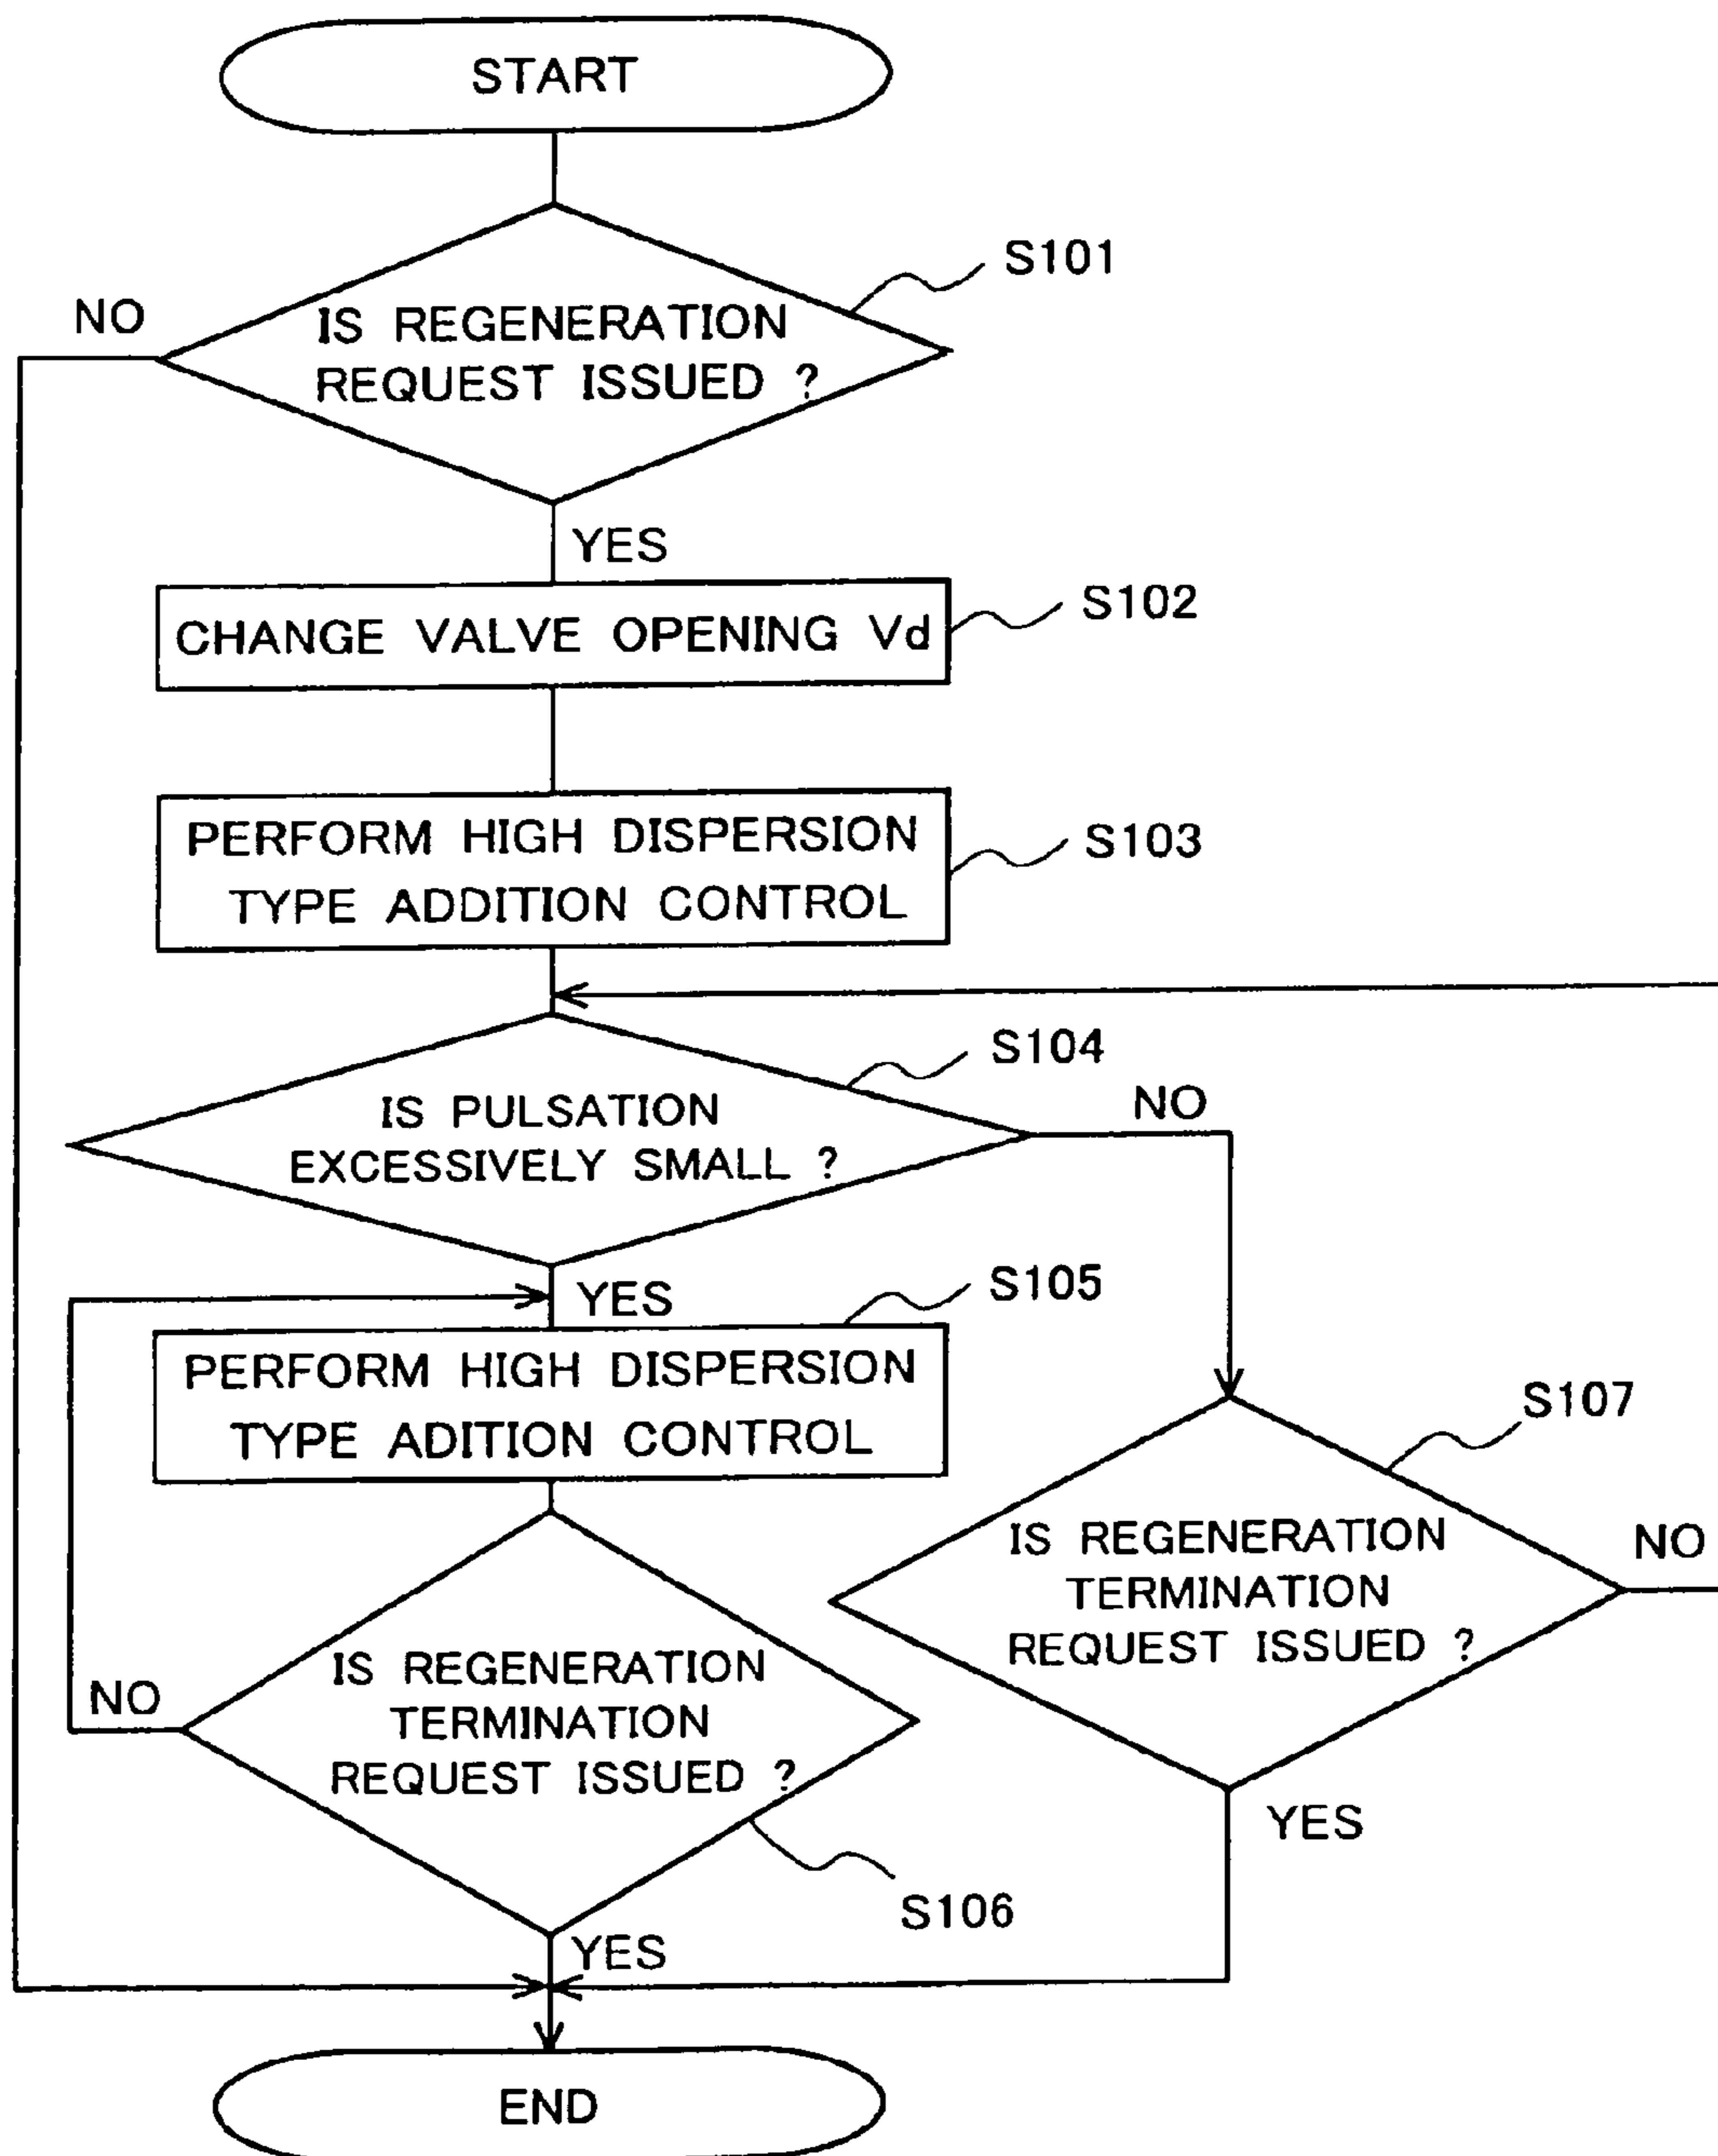 START
S101
NO
IS REGENERATION
REQUEST ISSUED ?
YES
CHANGE VALVE OPENING Vd
S102
PERFORM HIGH DISPERSION
TYPE ADDITION CONTROL
S103
S104
IS PULSATION
EXCESSIVELY SMALL ?
NO
YES
S105
PERFORM HIGH DISPERSION
TYPE ADITION CONTROL
S107
IS REGENERATION
TERMINATION
REQUEST ISSUED ?
NO
IS REGENERATION
TERMINATION
REQUEST ISSUED ?
NO
YES
S106
YES
END